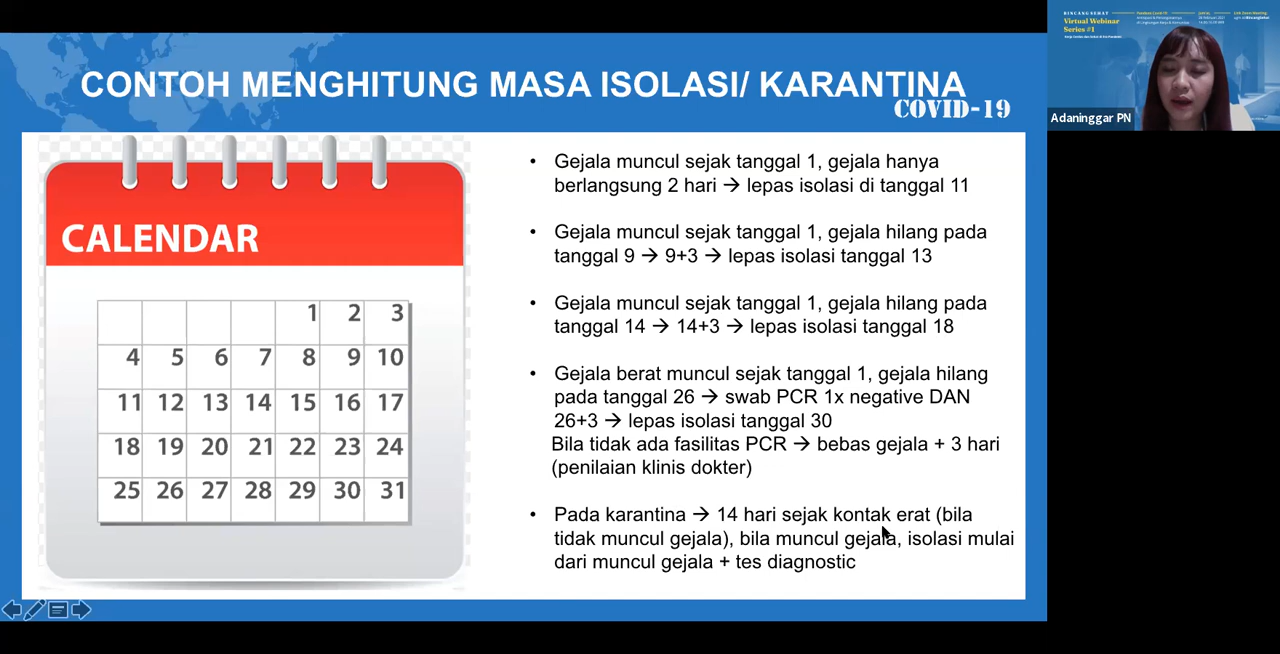 CONTOH MENGHITUNG MASA ISOLASI/ KARANTINA
COVID-19
CALENDAR
1 2 3
4 5 6 7 8 9 10
11 12 13 14 15 16 17
18 19 20 21 22 23 24
25 26 27 28 29 30 31
• Gejala muncul sejak tanggal 1, gejala hanya
berlangsung 2 hari → lepas isolasi di tanggal 11
• Gejala muncul sejak tanggal 1, gejala hilang pada
tanggal 9 → 9+3 → lepas isolasi tanggal 13
• Gejala muncul sejak tanggal 1, gejala hilang pada
tanggal 14 → 14+3 → lepas isolasi tanggal 18
• Gejala berat muncul sejak tanggal 1, gejala hilang
pada tanggal 26 → swab PCR 1x negative DAN
26+3 → lepas isolasi tanggal 30
Bila tidak ada fasilitas PCR → bebas gejala + 3 hari
(penilaian klinis dokter)
• Pada karantina → 14 hari sejak kontak erat (bila
tidak muncul gejala), bila muncul gejala, isolasi mulai
dari muncul gejala + tes diagnostic
Virtual Webinar
Series #1
Adaninggar PN